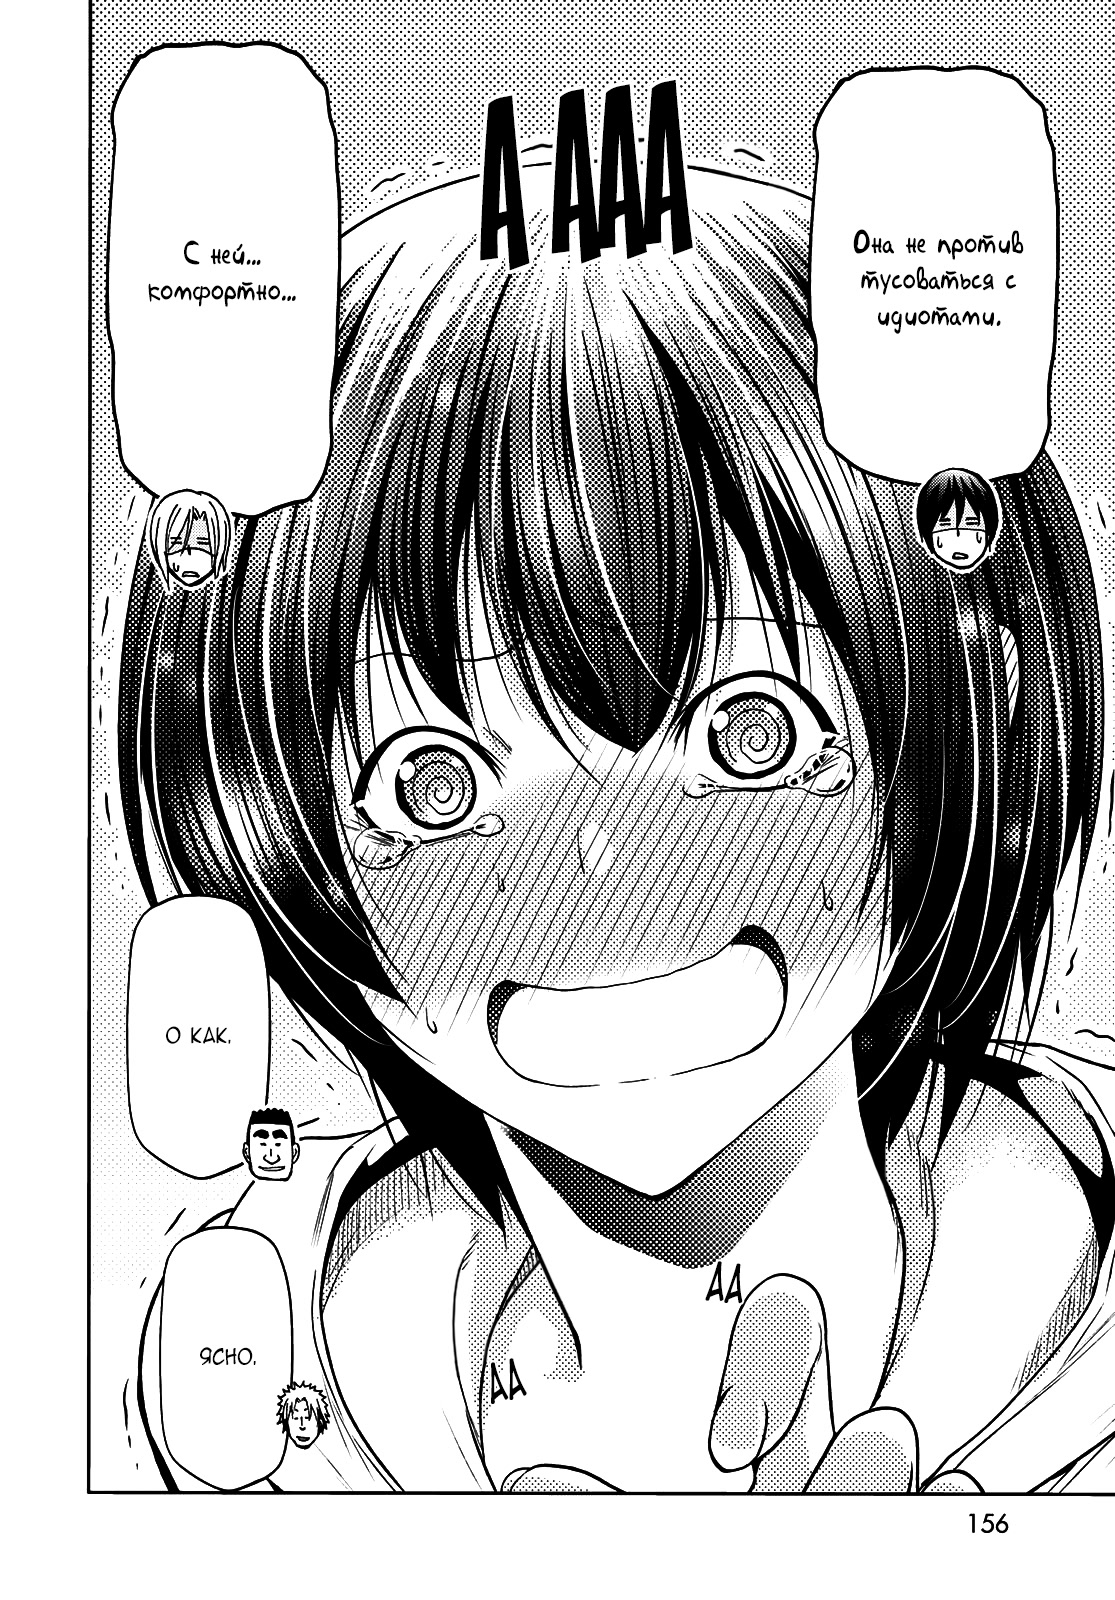 Она не против
тусоваться с
идиотами.
А ААА
С ней...
комфортно...
О КАК.
ЯСНО.
АА
АА
156